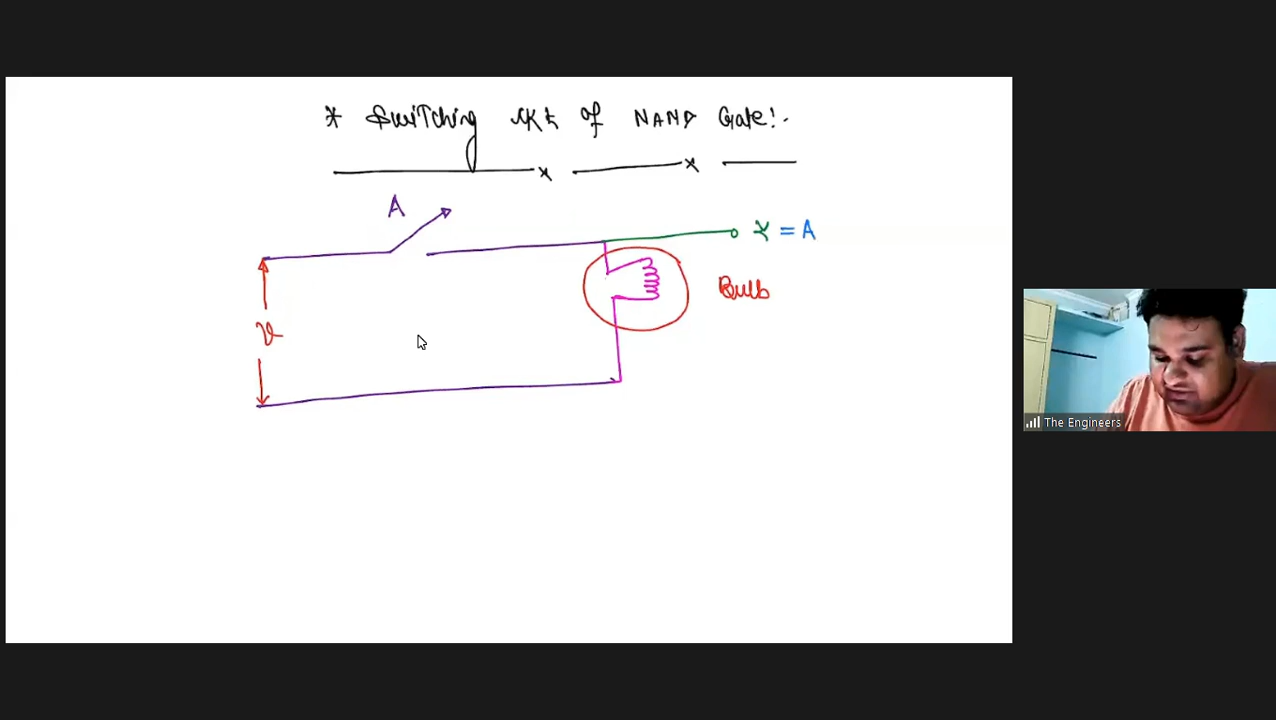 * Switching ckt of NAND Gate:-
A
Y = A
V
Bulb
The Engineers